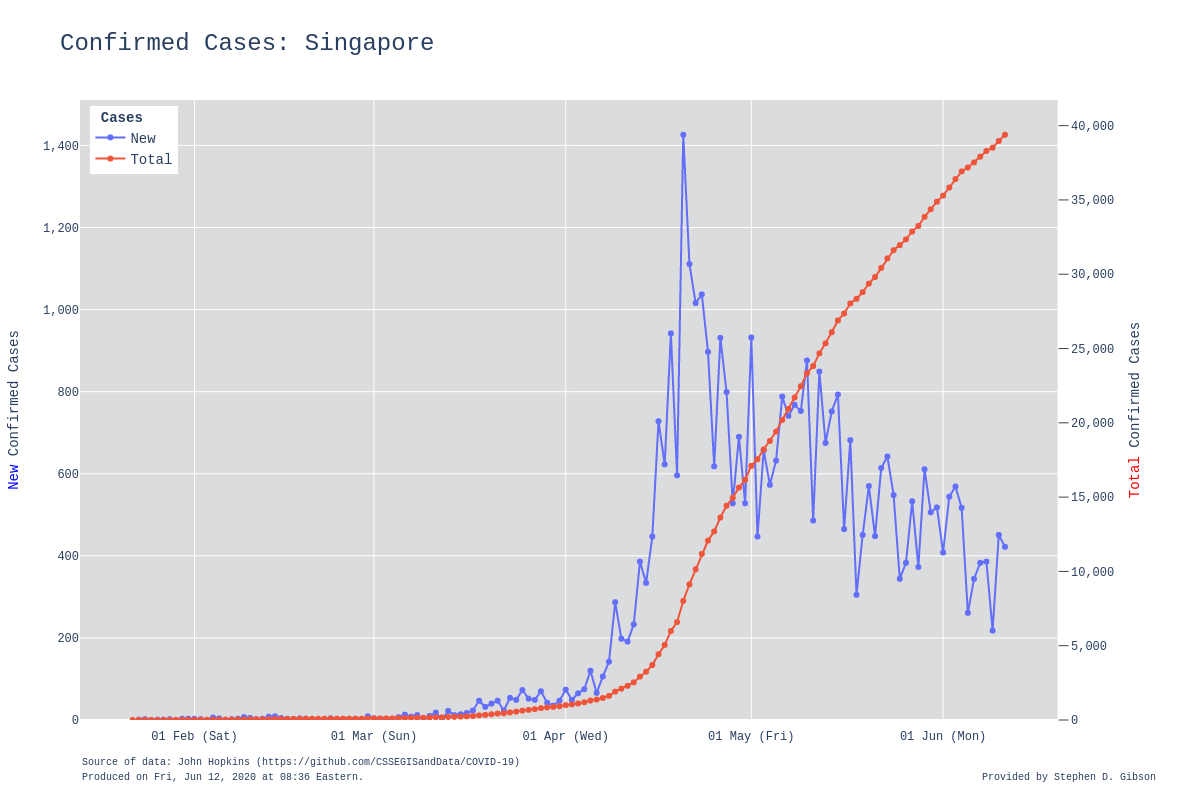 Confirmed Cases: Singapore
Cases
New
Total
1,400
1,200
1,000
800
600
400
200
0
New Confirmed Cases
40,000
35,000
30,000
25,000
20,000
15,000
10,000
5,000
0
Total Confirmed Cases
01 Feb (Sat)
01 Mar (Sun)
01 Apr (Wed)
01 May (Fri)
01 Jun (Mon)
Source of data: John Hopkins (https://github.com/CSSEGISandData/COVID-19)
Produced on Fri, Jun 12, 2020 at 08:36 Eastern.
Provided by Stephen D. Gibson